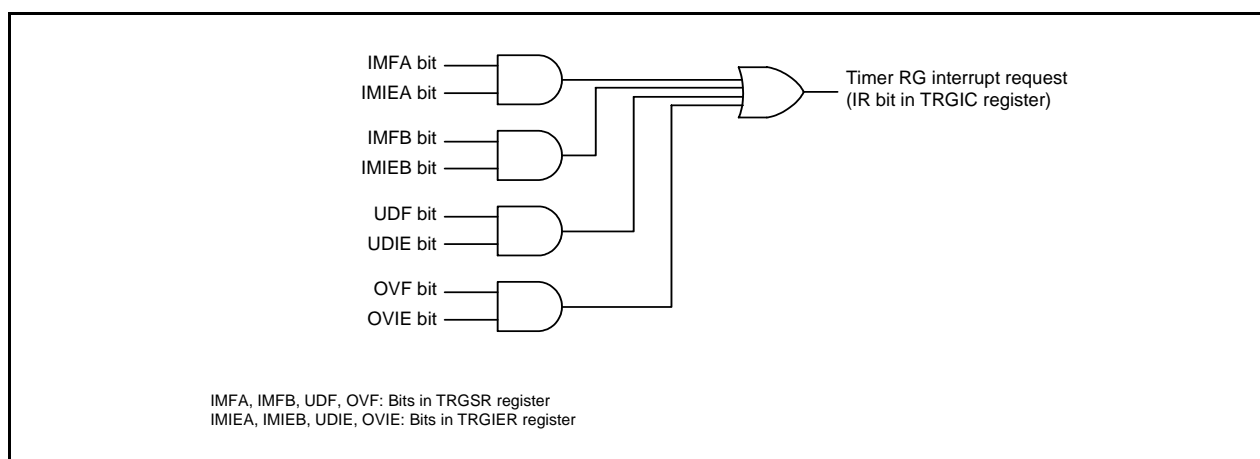 IMFA bit
IMIEA bit
IMFB bit
IMIEB bit
UDF bit
UDIE bit
OVF bit
OVIE bit
Timer RG interrupt request
(IR bit in TRGIC register)
IMFA, IMFB, UDF, OVF: Bits in TRGSR register
IMIEA, IMIEB, UDIE, OVIE: Bits in TRGIER register